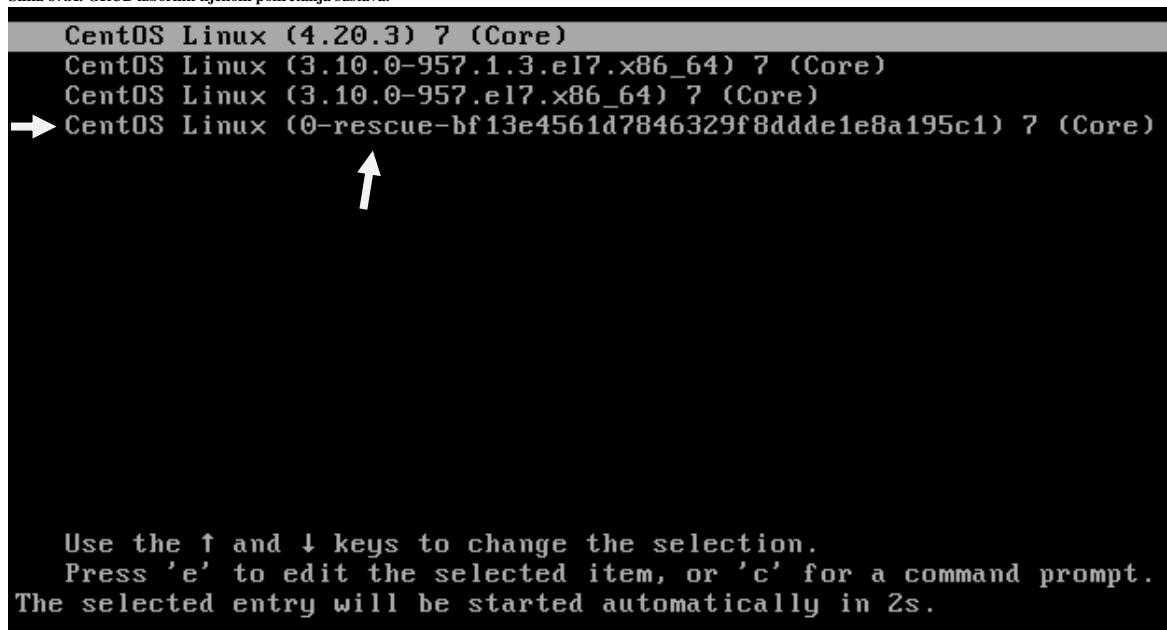 CentOS Linux (4.20.3) 7 (Core)
CentOS Linux (3.10.0-957.1.3.el7.x86_64) 7 (Core)
CentOS Linux (3.10.0-957.el7.x86_64) 7 (Core)
CentOS Linux (0-rescue-bf13e4561d7846329f8ddde1e8a195c1) 7 (Core)
Use the ↑ and ↓ keys to change the selection.
Press 'e' to edit the selected item, or 'c' for a command prompt.
The selected entry will be started automatically in 2s.